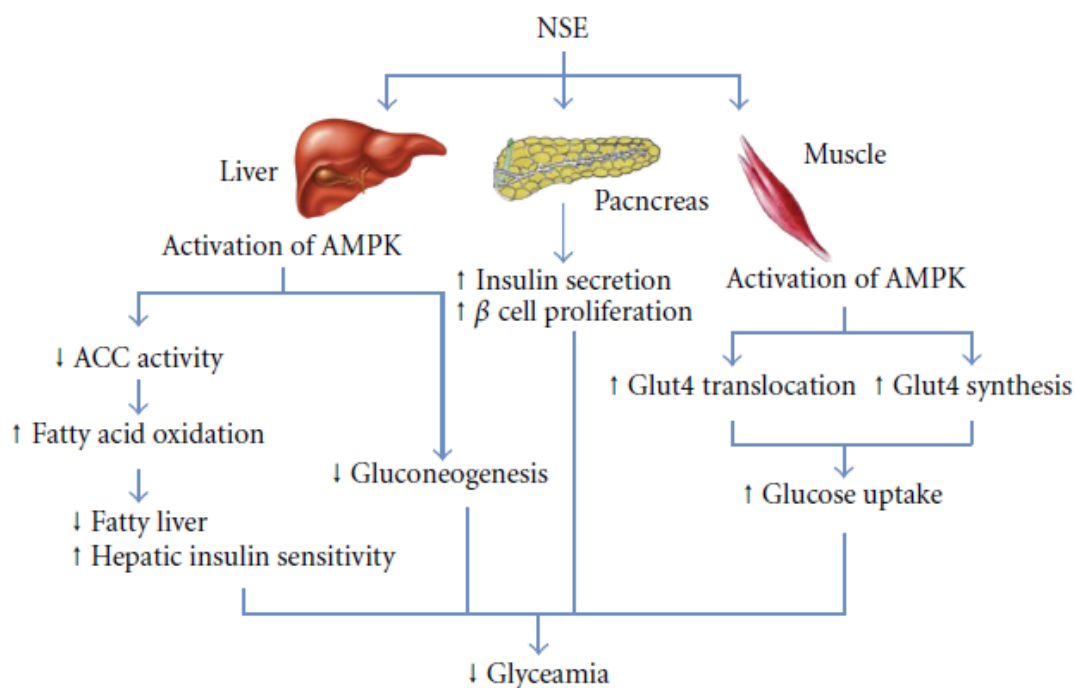 NSE
Liver
Pacncreas
Muscle
Activation of AMPK
↑ Insulin secretion
↑ β cell proliferation
Activation of AMPK
↓ ACC activity
↑ Glut4 translocation
↑ Glut4 synthesis
↑ Fatty acid oxidation
↓ Gluconeogenesis
↑ Glucose uptake
↓ Fatty liver
↑ Hepatic insulin sensitivity
↓ Glyceamia